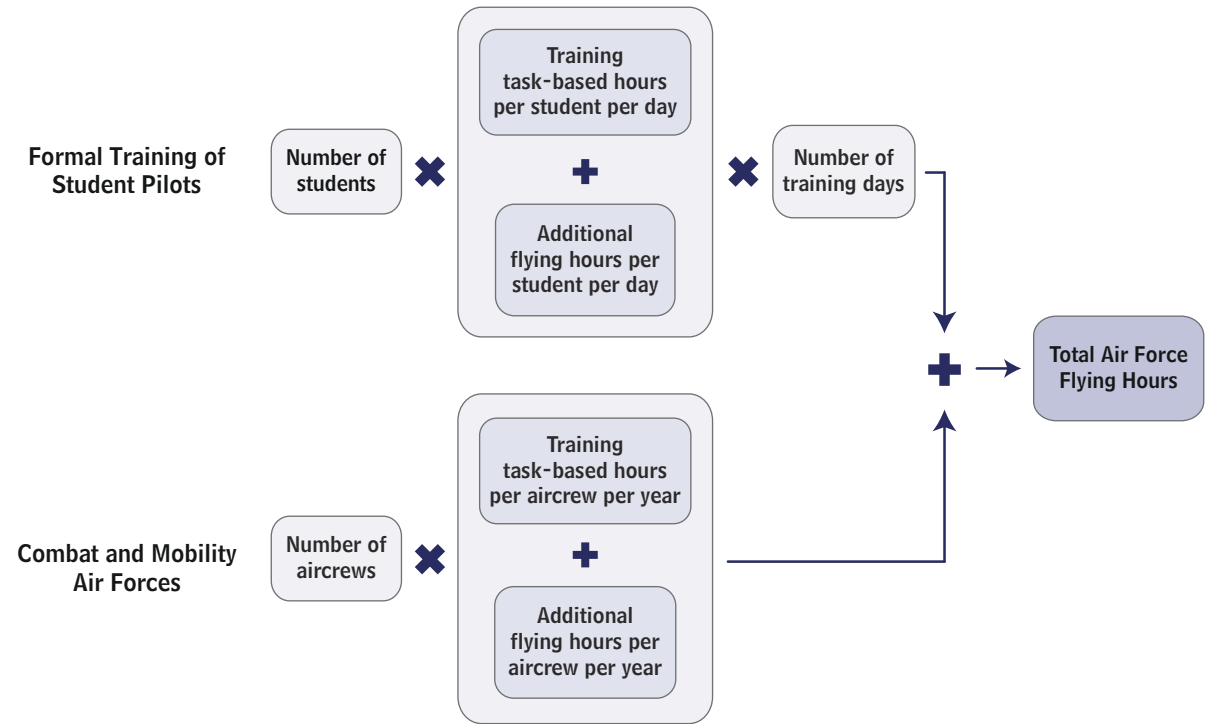 Formal Training of
Student Pilots
Number of
students
Training
task-based hours
per student per day
Additional
flying hours per
student per day
Number of
training days
Combat and Mobility
Air Forces
Number of
aircrews
Training
task-based hours
per aircrew per year
Additional
flying hours per
aircrew per year
Total Air Force
Flying Hours